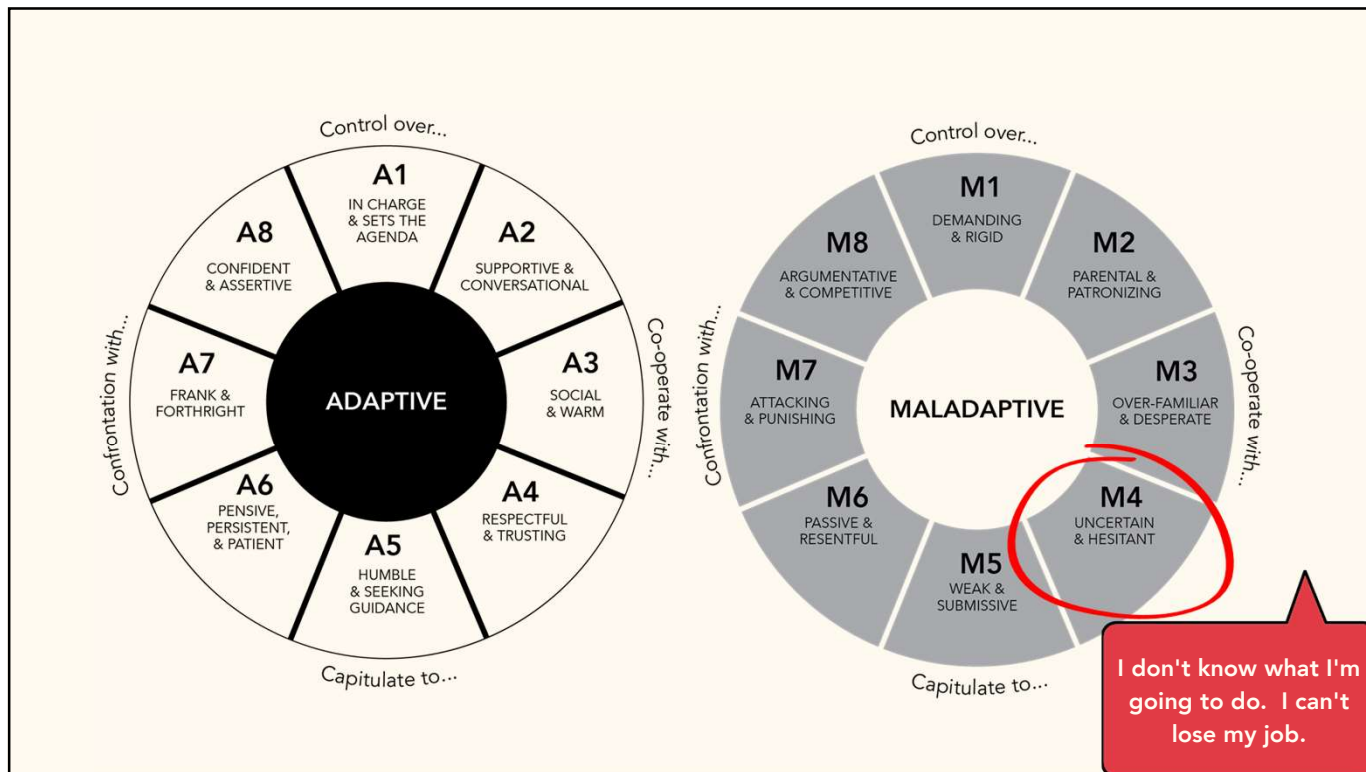 Control over...
A1
IN CHARGE
& SETS THE
AGENDA
A2
SUPPORTIVE &
CONVERSATIONAL
A3
SOCIAL
& WARM
A4
RESPECTFUL
& TRUSTING
A5
HUMBLE
& SEEKING
GUIDANCE
A6
PENSIVE,
PERSISTENT,
& PATIENT
A7
FRANK &
FORTHRIGHT
A8
CONFIDENT
& ASSERTIVE
ADAPTIVE
Confrontation with...
Co-operate with...
Capitulate to...
Control over...
M1
DEMANDING
& RIGID
M2
PARENTAL &
PATRONIZING
M3
OVER-FAMILIAR
& DESPERATE
M4
UNCERTAIN
& HESITANT
M5
WEAK &
SUBMISSIVE
M6
PASSIVE &
RESENTFUL
M7
ATTACKING
& PUNISHING
M8
ARGUMENTATIVE
& COMPETITIVE
MALADAPTIVE
Confrontation with...
Co-operate with...
Capitulate to...
I don't know what I'm
going to do. I can't
lose my job.